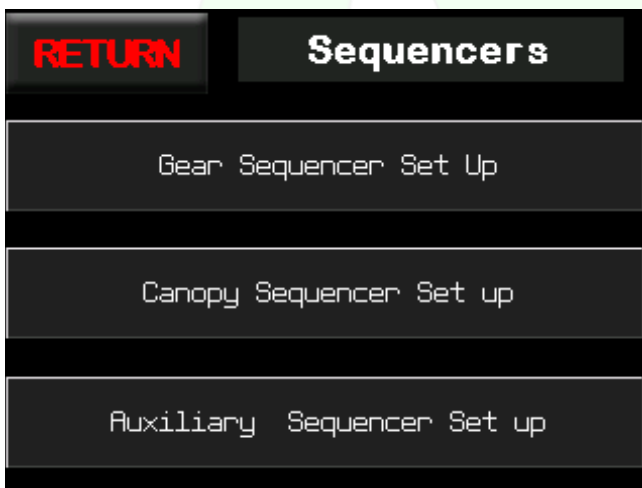 RETURN
Sequencers
Gear Sequencer Set Up
Canopy Sequencer Set up
Auxiliary  Sequencer Set up